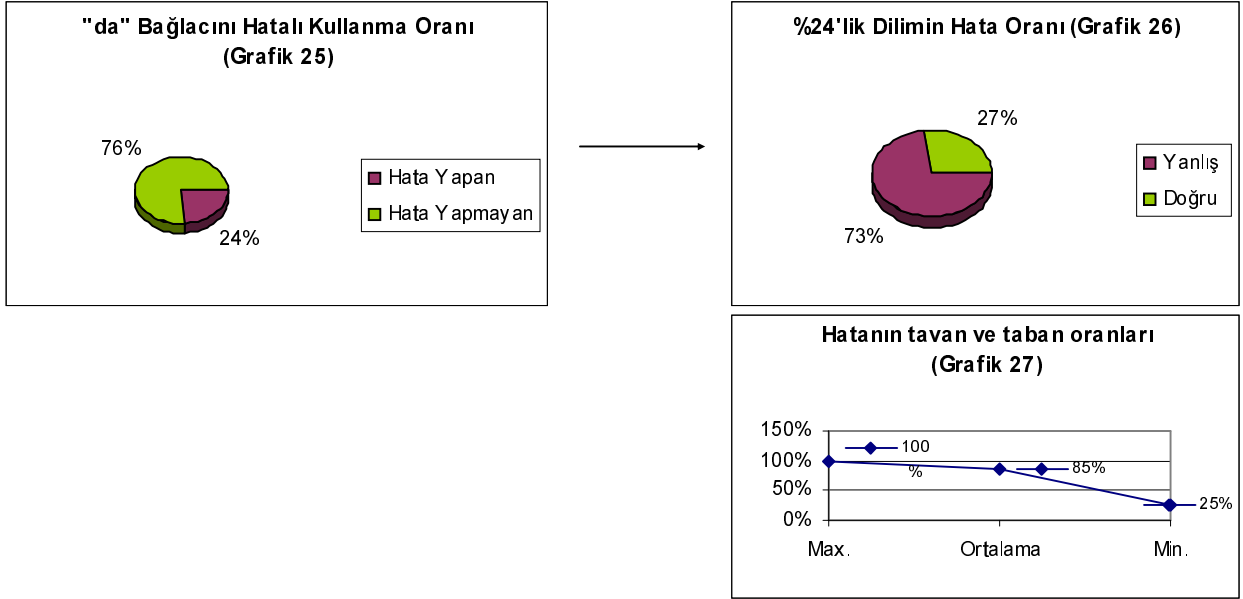 "da" Bağlacını Hatalı Kullanma Oranı
(Grafik 25)
76%
24%
Hata Yapan
Hata Yapmayan
%24'lik Dilimin Hata Oranı (Grafik 26)
27%
73%
Yanlış
Doğru
Hatanın tavan ve taban oranları
(Grafik 27)
150%
100%
50%
0%
100
%
85%
25%
Max.
Ortalama
Min.